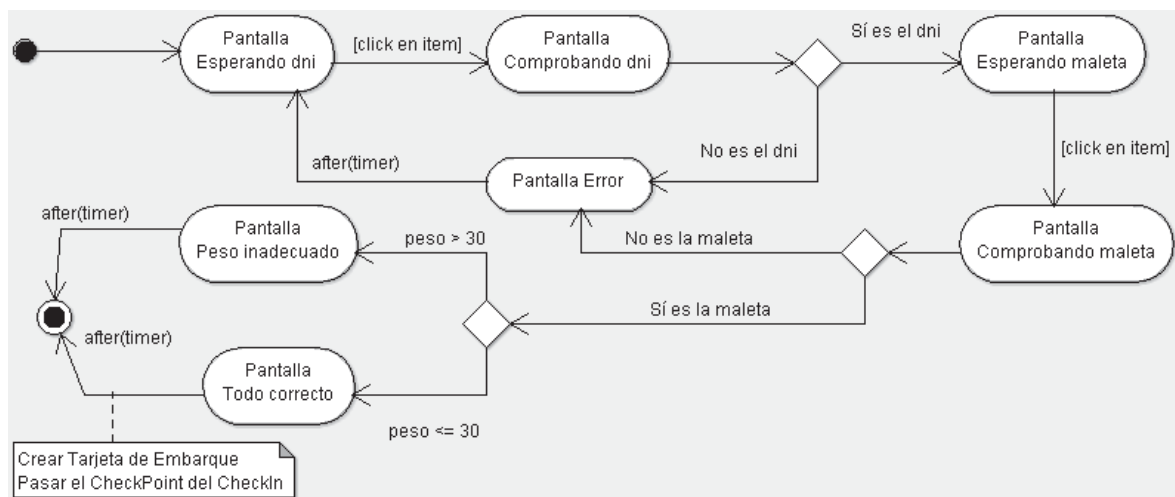 Pantalla
Esperando dni
[click en item]
Pantalla
Comprobando dni
Sí es el dni
Pantalla
Esperando maleta
No es el dni
[click en item]
after(timer)
Pantalla Error
after(timer)
Pantalla
Peso inadecuado
peso > 30
No es la maleta
Pantalla
Comprobando maleta
Sí es la maleta
after(timer)
Pantalla
Todo correcto
peso <= 30
Crear Tarjeta de Embarque
Pasar el CheckPoint del CheckIn